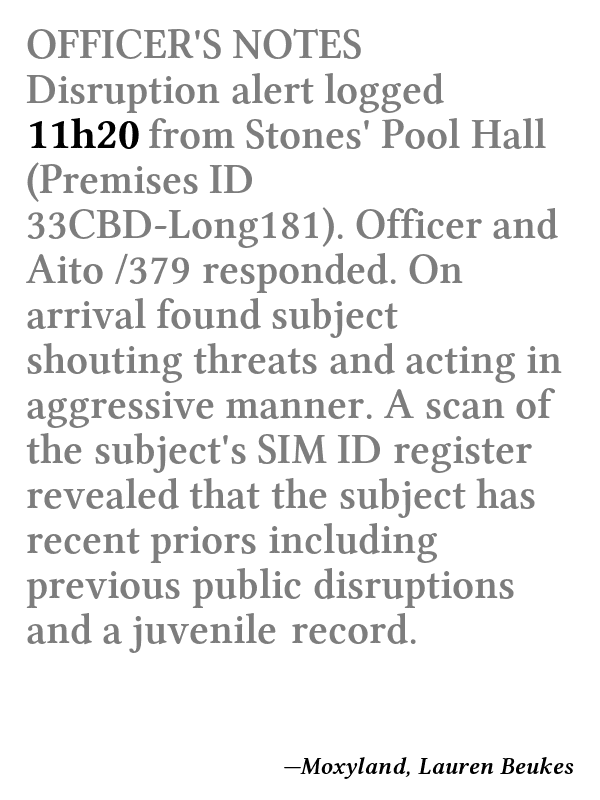 OFFICER'S NOTES
Disruption alert logged
11h20 from Stones' Pool Hall
(Premises ID
33CBD-Long181). Officer and
Aito /379 responded. On
arrival found subject
shouting threats and acting in
aggressive manner. A scan of
the subject's SIM ID register
revealed that the subject has
recent priors including
previous public disruptions
and a juvenile record.
—Moxyland, Lauren Beukes